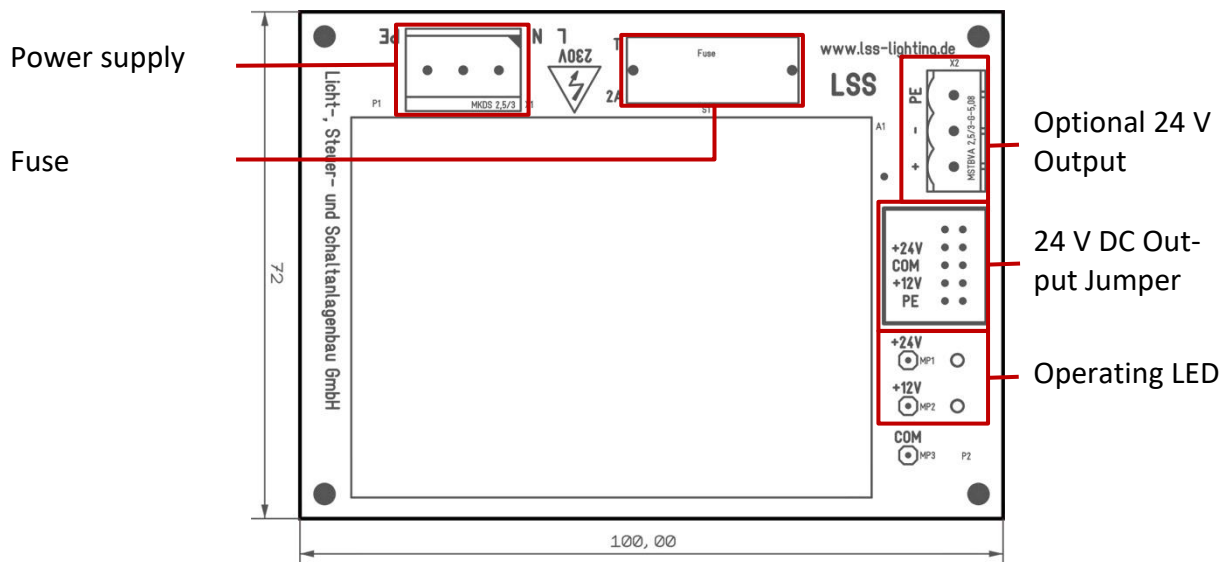 Power supply
Fuse
PE
N
L
230V
P1
MKDS 2,5/3
X1
T
2A
Fuse
S1
www.lss-lighting.de
LSS
X2
PE
-
+
MSTBVA 2,5/3-G-5,08
A1
Licht-, Steuer- und Schaltanlagenbau GmbH
+24V
COM
+12V
PE
+24V
MP1
+12V
MP2
COM
MP3
P2
Optional 24 V
Output
24 V DC Out-
put Jumper
Operating LED
72
100,00